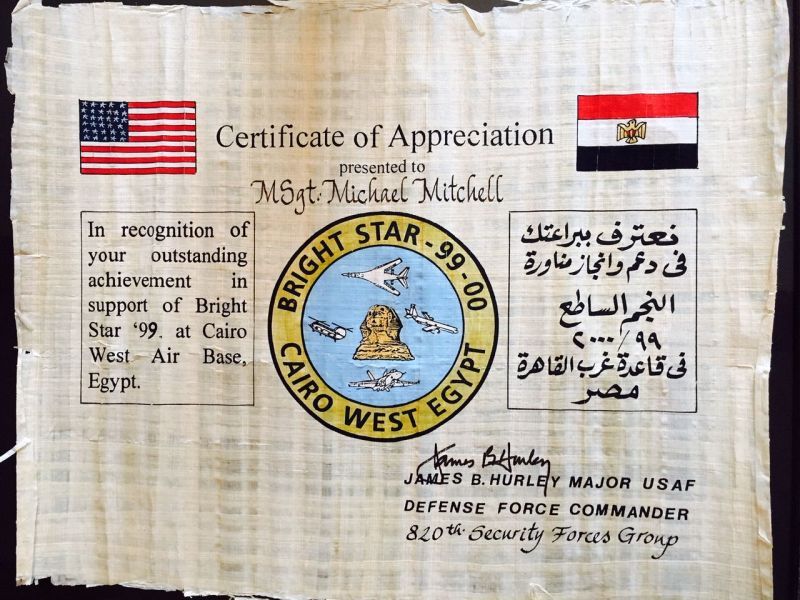 Certificate of Appreciation
presented to
MSgt. Michael Mitchell
In recognition of
your outstanding
achievement in
support of Bright
Star ‘99. at Cairo
West Air Base,
Egypt.
BRIGHT STAR - 99-00
CAIRO WEST EGYPT
نعترف ببراعتك
فى دعم وانجاز مناورة
النجم الساطع
٢٠٠٠/٩٩
فى قاعدة غرب القاهرة
مصر
James B. Hurley
JAMES B. HURLEY MAJOR USAF
DEFENSE FORCE COMMANDER
820th Security Forces Group